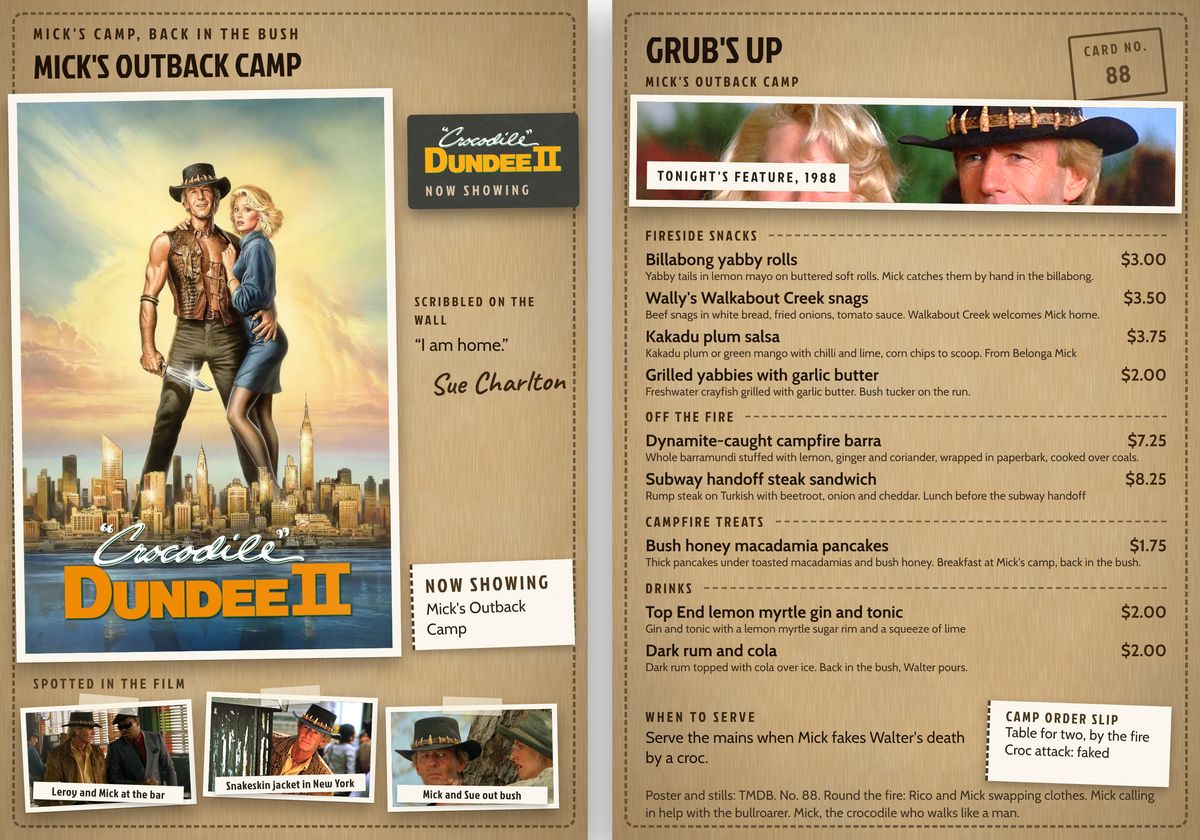 MICK'S CAMP, BACK IN THE BUSH
MICK'S OUTBACK CAMP
"Crocodile"
DUNDEE II
NOW SHOWING
SCRIBBLED ON THE
WALL
“I am home.”
Sue Charlton
"Crocodile"
DUNDEE II
NOW SHOWING
Mick's Outback
Camp
SPOTTED IN THE FILM
Leroy and Mick at the bar
Snakeskin jacket in New York
Mick and Sue out bush
GRUB'S UP
MICK'S OUTBACK CAMP
CARD NO.
88
TONIGHT'S FEATURE, 1988
FIRESIDE SNACKS
Billabong yabby rolls $3.00
Yabby tails in lemon mayo on buttered soft rolls. Mick catches them by hand in the billabong.
Wally's Walkabout Creek snags $3.50
Beef snags in white bread, fried onions, tomato sauce. Walkabout Creek welcomes Mick home.
Kakadu plum salsa $3.75
Kakadu plum or green mango with chilli and lime, corn chips to scoop. From Belonga Mick
Grilled yabbies with garlic butter $2.00
Freshwater crayfish grilled with garlic butter. Bush tucker on the run.
OFF THE FIRE
Dynamite-caught campfire barra $7.25
Whole barramundi stuffed with lemon, ginger and coriander, wrapped in paperbark, cooked over coals.
Subway handoff steak sandwich $8.25
Rump steak on Turkish with beetroot, onion and cheddar. Lunch before the subway handoff
CAMPFIRE TREATS
Bush honey macadamia pancakes $1.75
Thick pancakes under toasted macadamias and bush honey. Breakfast at Mick's camp, back in the bush.
DRINKS
Top End lemon myrtle gin and tonic $2.00
Gin and tonic with a lemon myrtle sugar rim and a squeeze of lime
Dark rum and cola $2.00
Dark rum topped with cola over ice. Back in the bush, Walter pours.
WHEN TO SERVE
Serve the mains when Mick fakes Walter's death
by a croc.
CAMP ORDER SLIP
Table for two, by the fire
Croc attack: faked
Poster and stills: TMDB. No. 88. Round the fire: Rico and Mick swapping clothes. Mick calling
in help with the bullroarer. Mick, the crocodile who walks like a man.